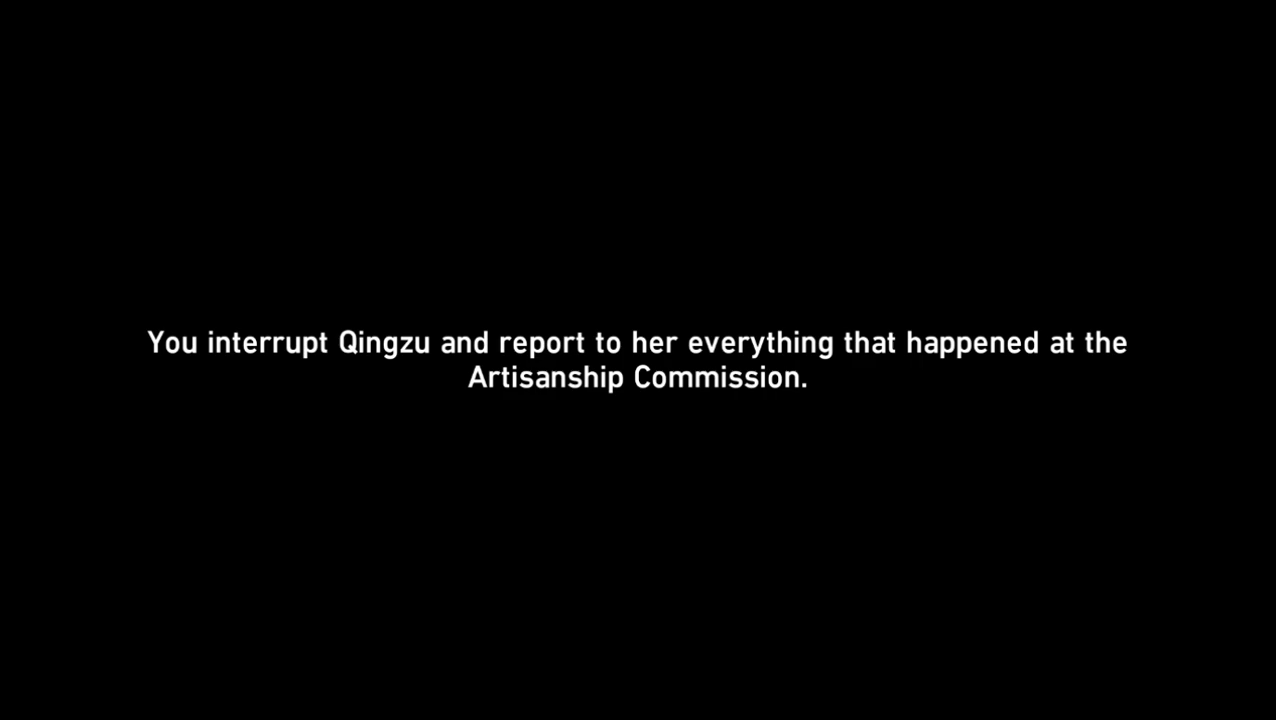 You interrupt Qingzu and report to her everything that happened at the
Artisanship Commission.